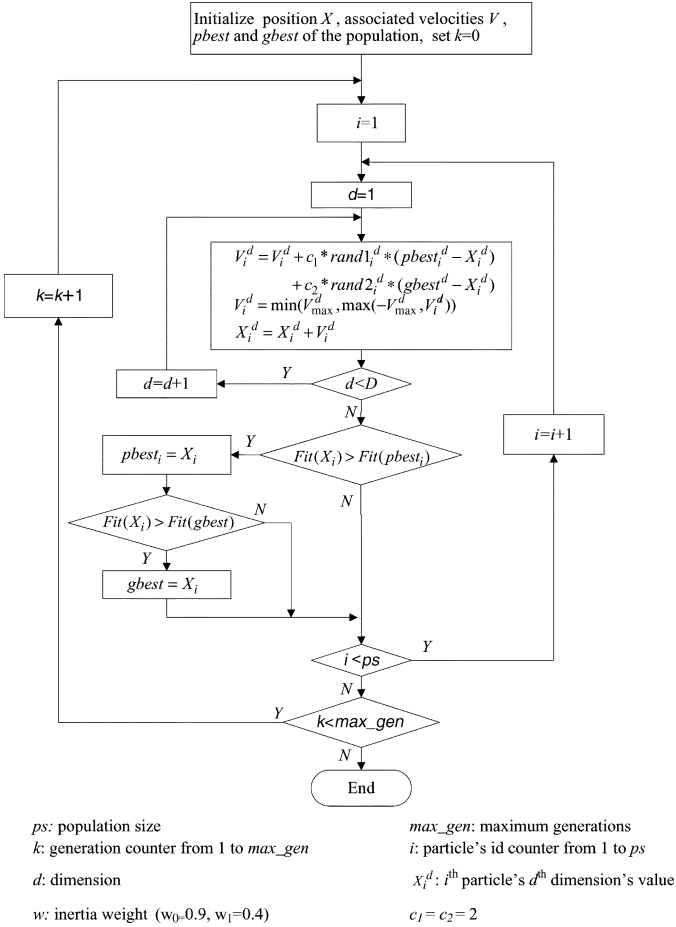 Initialize position X, associated velocities V,
pbest and gbest of the population, set k=0
i=1
d=1
V_i^d = V_i^d + c_1 * rand1_i^d * (pbest_i^d − X_i^d)
+ c_2 * rand2_i^d * (gbest^d − X_i^d)
V_i^d = min(V_max^d, max(−V_max^d, V_i^d))
X_i^d = X_i^d + V_i^d
k=k+1
d<D
Y
d=d+1
N
i=i+1
Fit(X_i) > Fit(pbest_i)
Y
pbest_i = X_i
N
Fit(X_i) > Fit(gbest)
N
Y
gbest = X_i
i <ps
Y
N
k<max_gen
Y
N
End
ps: population size
max_gen: maximum generations
k: generation counter from 1 to max_gen
i: particle's id counter from 1 to ps
d: dimension
X_i^d: i^th particle's d^th dimension's value
w: inertia weight (w_0=0.9, w_1=0.4)
c_1 = c_2 = 2